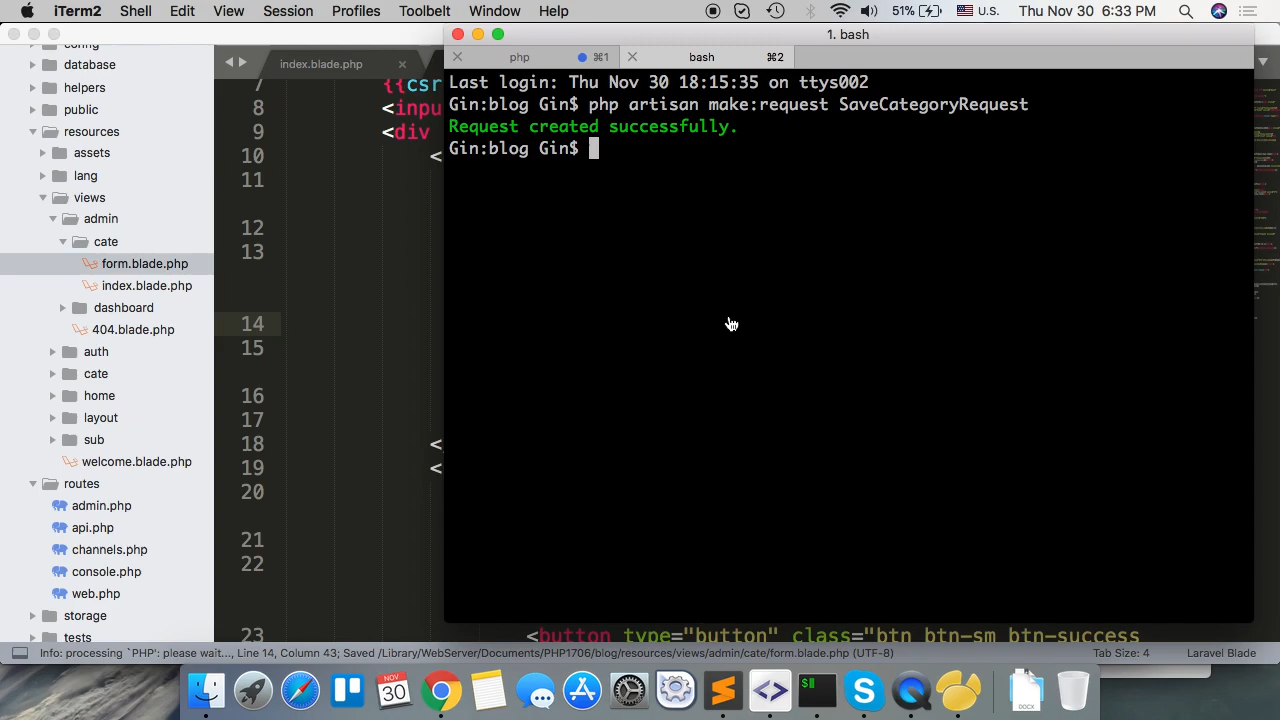 iTerm2 Shell Edit View Session Profiles Toolbelt Window Help 51% U.S. Thu Nov 30 6:33 PM
1. bash
php ⌘1 bash ⌘2
index.blade.php
config
database
helpers
public
resources
assets
lang
views
admin
cate
form.blade.php
index.blade.php
dashboard
404.blade.php
auth
cate
home
layout
sub
welcome.blade.php
routes
admin.php
api.php
channels.php
console.php
web.php
storage
tests
7 {{csr
8 <inpu
9 <div
10 <
11
12
13
14
15
16
17
18 <
19 <
20
21
22
23 <button type="button" class="btn btn-sm btn-success
Last login: Thu Nov 30 18:15:35 on ttys002
Gin:blog Gin$ php artisan make:request SaveCategoryRequest
Request created successfully.
Gin:blog Gin$
Info: processing `PHP': please wait..., Line 14, Column 43; Saved /Library/WebServer/Documents/PHP1706/blog/resources/views/admin/cate/form.blade.php (UTF-8) Tab Size: 4 Laravel Blade
NOV
30
$
DOCX